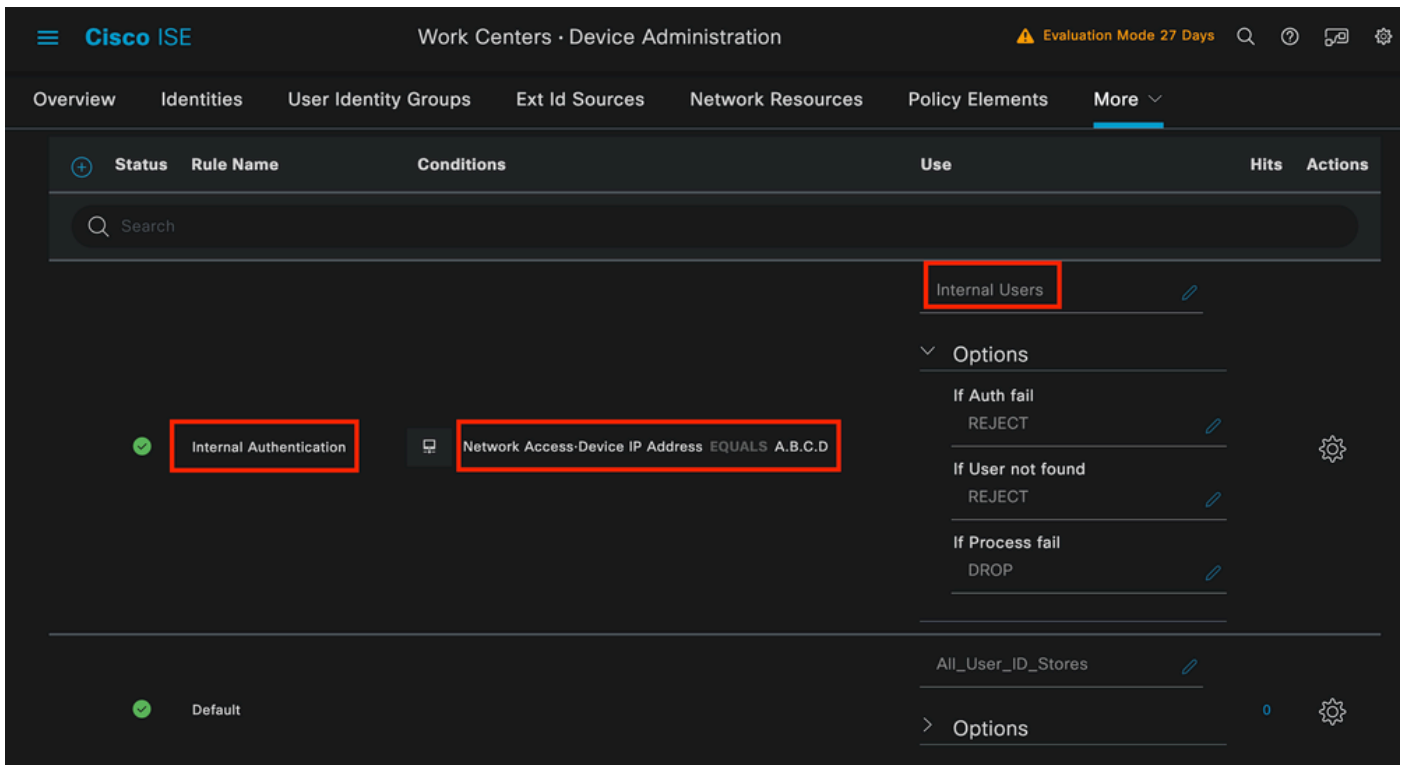 Cisco ISE
Work Centers · Device Administration
Evaluation Mode 27 Days
Overview Identities User Identity Groups Ext Id Sources Network Resources Policy Elements More
Status Rule Name Conditions Use Hits Actions
Search
Internal Users
Options
If Auth fail
REJECT
Internal Authentication Network Access·Device IP Address EQUALS A.B.C.D
If User not found
REJECT
If Process fail
DROP
All_User_ID_Stores
Default 0
Options